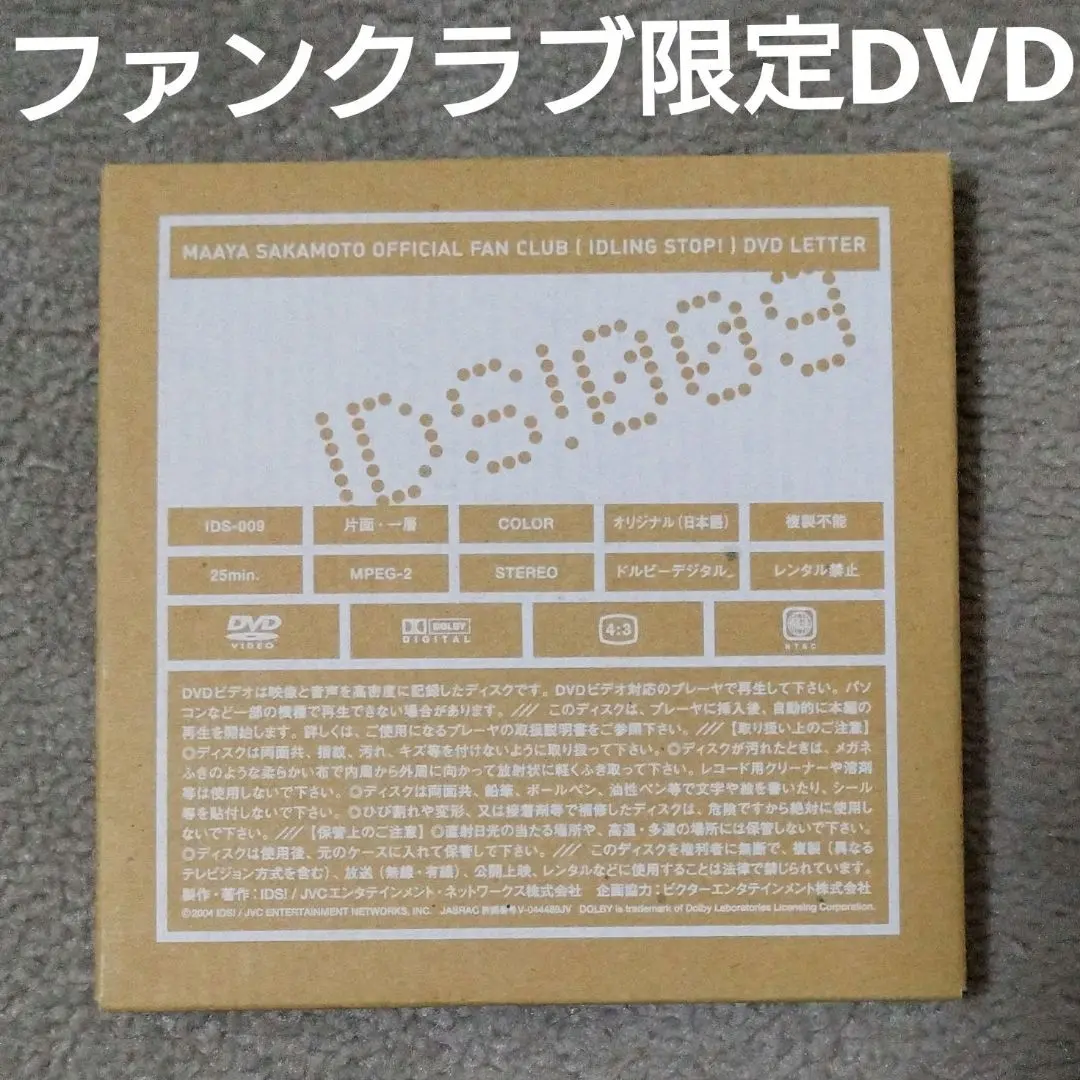 ファンクラブ限定DVD
MAAYA SAKAMOTO OFFICIAL FAN CLUB [ IDLING STOP! ] DVD LETTER
IDS!009
IDS-009 片面・一層 COLOR オリジナル(日本語) 複製不能
25min. MPEG-2 STEREO ドルビーデジタル レンタル禁止
DVD VIDEO DOLBY DIGITAL 4:3 NTSC
DVDビデオは映像と音声を高密度に記録したディスクです。DVDビデオ対応のプレーヤで再生して下さい。パソ
コンなど一部の機種で再生できない場合があります。/// このディスクは、プレーヤに挿入後、自動的に本編の
再生を開始します。詳しくは、ご使用になるプレーヤの取扱説明書をご参照下さい。///【取り扱い上のご注意】
◎ディスクは両面共、指紋、汚れ、キズ等を付けないように取り扱って下さい。◎ディスクが汚れたときは、メガネ
ふきのような柔らかい布で内周から外周に向かって放射状に軽くふき取って下さい。レコード用クリーナーや溶剤
等は使用しないで下さい。◎ディスクは両面共、鉛筆、ボールペン、油性ペン等で文字や絵を書いたり、シール
等を貼付しないで下さい。◎ひび割れや変形、又は接着剤等で補修したディスクは、危険ですから絶対に使用し
ないで下さい。///【保管上のご注意】◎直射日光の当たる場所や、高温・多湿の場所には保管しないで下さい。
◎ディスクは使用後、元のケースに入れて保管して下さい。/// このディスクを権利者に無断で、複製(異なる
テレビジョン方式を含む)、放送(無線・有線)、公開上映、レンタルなどに使用することは法律で禁じられています。
製作・著作:IDS! / JVCエンタテインメント・ネットワークス株式会社 企画協力:ビクターエンタテインメント株式会社
©2004 IDS! / JVC ENTERTAINMENT NETWORKS, INC. JASRAC 許諾番号V-044489JV DOLBY is trademark of Dolby Laboratories Licensing Corporation.